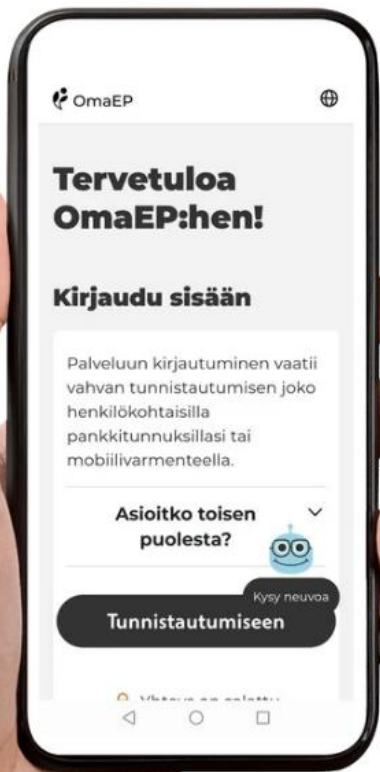 OmaEP
Tervetuloa
OmaEP:hen!
Kirjaudu sisään
Palveluun kirjautuminen vaatii
vahvan tunnistautumisen joko
henkilökohtaisilla
pankkitunnuksillasi tai
mobiilivarmenteella.
Asioitko toisen
puolesta?
Kysy neuvoa
Tunnistautumiseen